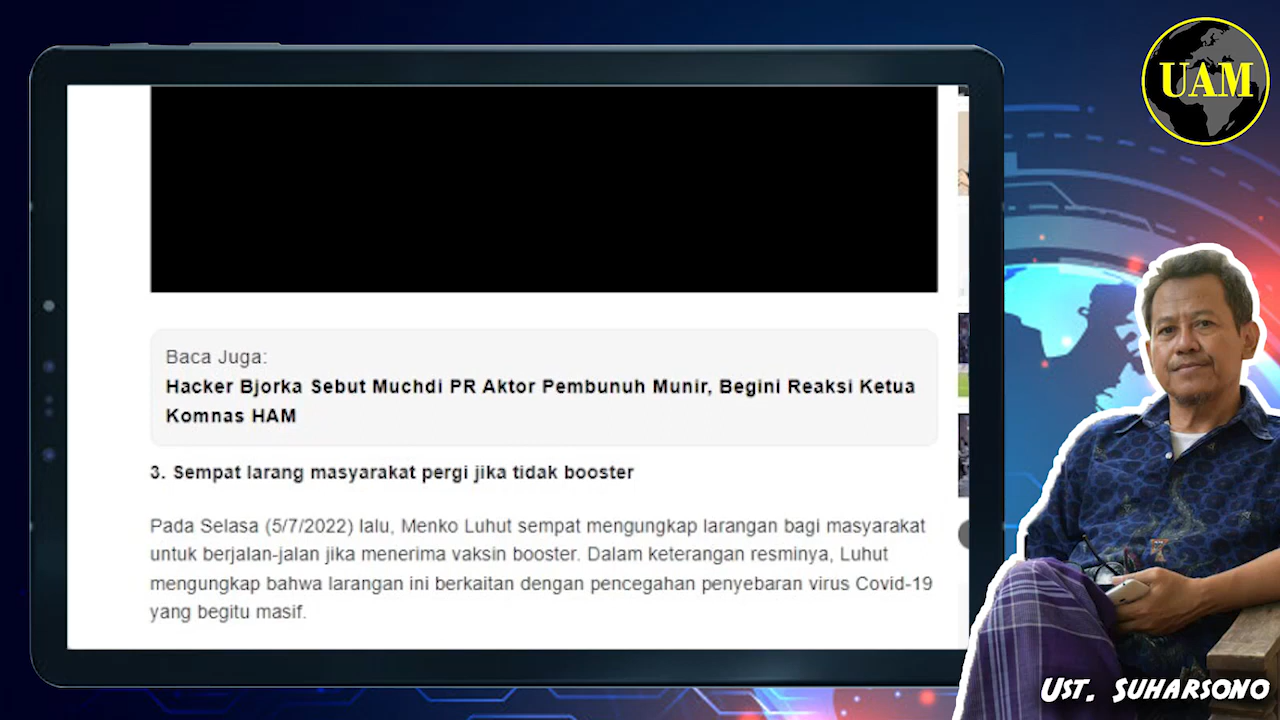 UAM
Baca Juga:
Hacker Bjorka Sebut Muchdi PR Aktor Pembunuh Munir, Begini Reaksi Ketua
Komnas HAM
3. Sempat larang masyarakat pergi jika tidak booster
Pada Selasa (5/7/2022) lalu, Menko Luhut sempat mengungkap larangan bagi masyarakat
untuk berjalan-jalan jika menerima vaksin booster. Dalam keterangan resminya, Luhut
mengungkap bahwa larangan ini berkaitan dengan pencegahan penyebaran virus Covid-19
yang begitu masif.
UST. SUHARSONO